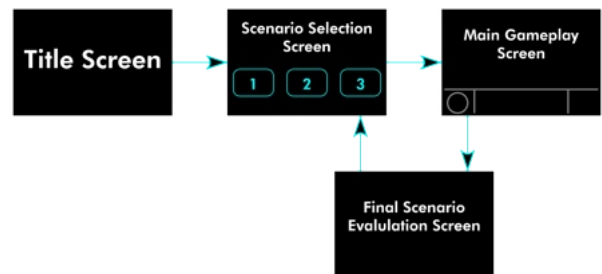 Title Screen
Scenario Selection
Screen
1 2 3
Main Gameplay
Screen
Final Scenario
Evalulation Screen